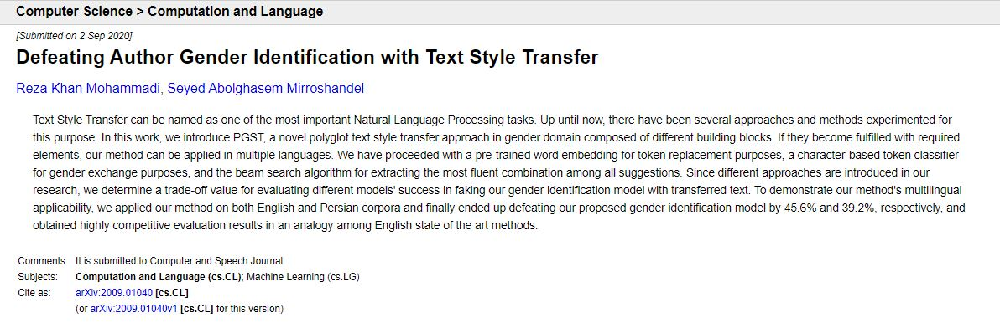 Computer Science > Computation and Language
[Submitted on 2 Sep 2020]
Defeating Author Gender Identification with Text Style Transfer
Reza Khan Mohammadi, Seyed Abolghasem Mirroshandel
Text Style Transfer can be named as one of the most important Natural Language Processing tasks. Up until now, there have been several approaches and methods experimented for
this purpose. In this work, we introduce PGST, a novel polyglot text style transfer approach in gender domain composed of different building blocks. If they become fulfilled with required
elements, our method can be applied in multiple languages. We have proceeded with a pre-trained word embedding for token replacement purposes, a character-based token classifier
for gender exchange purposes, and the beam search algorithm for extracting the most fluent combination among all suggestions. Since different approaches are introduced in our
research, we determine a trade-off value for evaluating different models' success in faking our gender identification model with transferred text. To demonstrate our method's multilingual
applicability, we applied our method on both English and Persian corpora and finally ended up defeating our proposed gender identification model by 45.6% and 39.2%, respectively, and
obtained highly competitive evaluation results in an analogy among English state of the art methods.
Comments: It is submitted to Computer and Speech Journal
Subjects: Computation and Language (cs.CL); Machine Learning (cs.LG)
Cite as: arXiv:2009.01040 [cs.CL]
(or arXiv:2009.01040v1 [cs.CL] for this version)